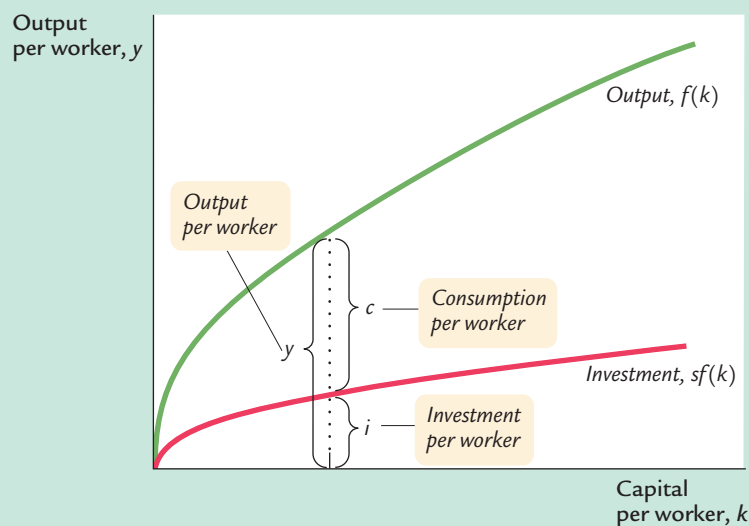 Output
per worker, y
Output, f(k)
Output
per worker
c
Consumption
per worker
y
Investment, sf(k)
i
Investment
per worker
Capital
per worker, k